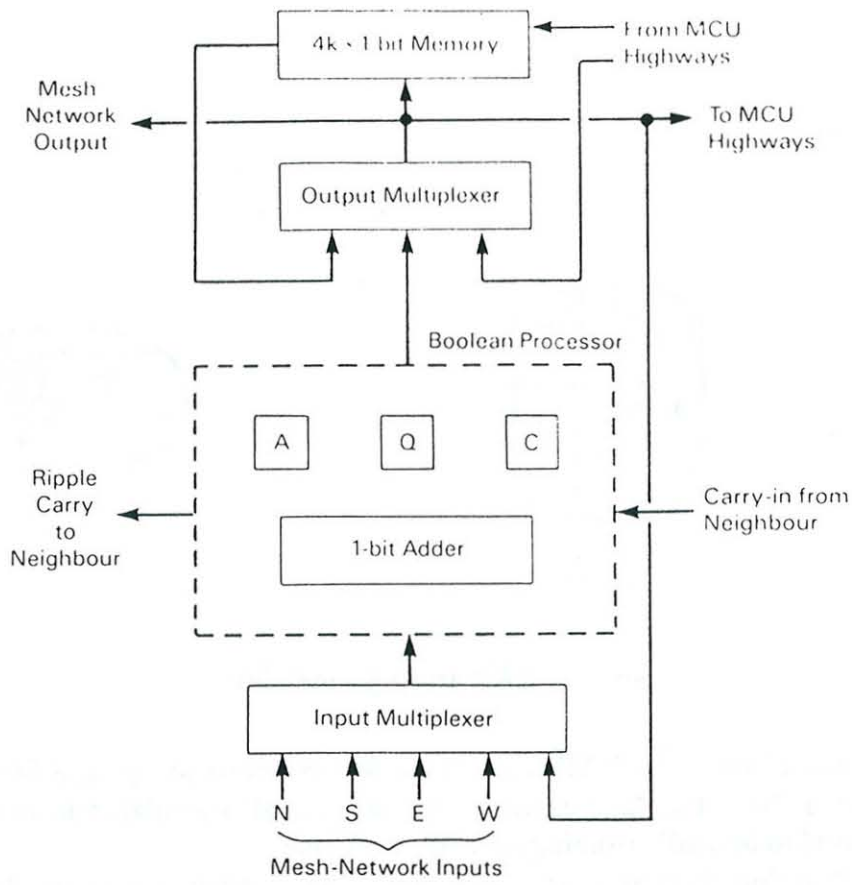 4k × 1 bit Memory
From MCU
Highways
Mesh
Network
Output
To MCU
Highways
Output Multiplexer
Boolean Processor
A
Q
C
Ripple
Carry
to
Neighbour
1-bit Adder
Carry-in from
Neighbour
Input Multiplexer
N S E W
Mesh-Network Inputs